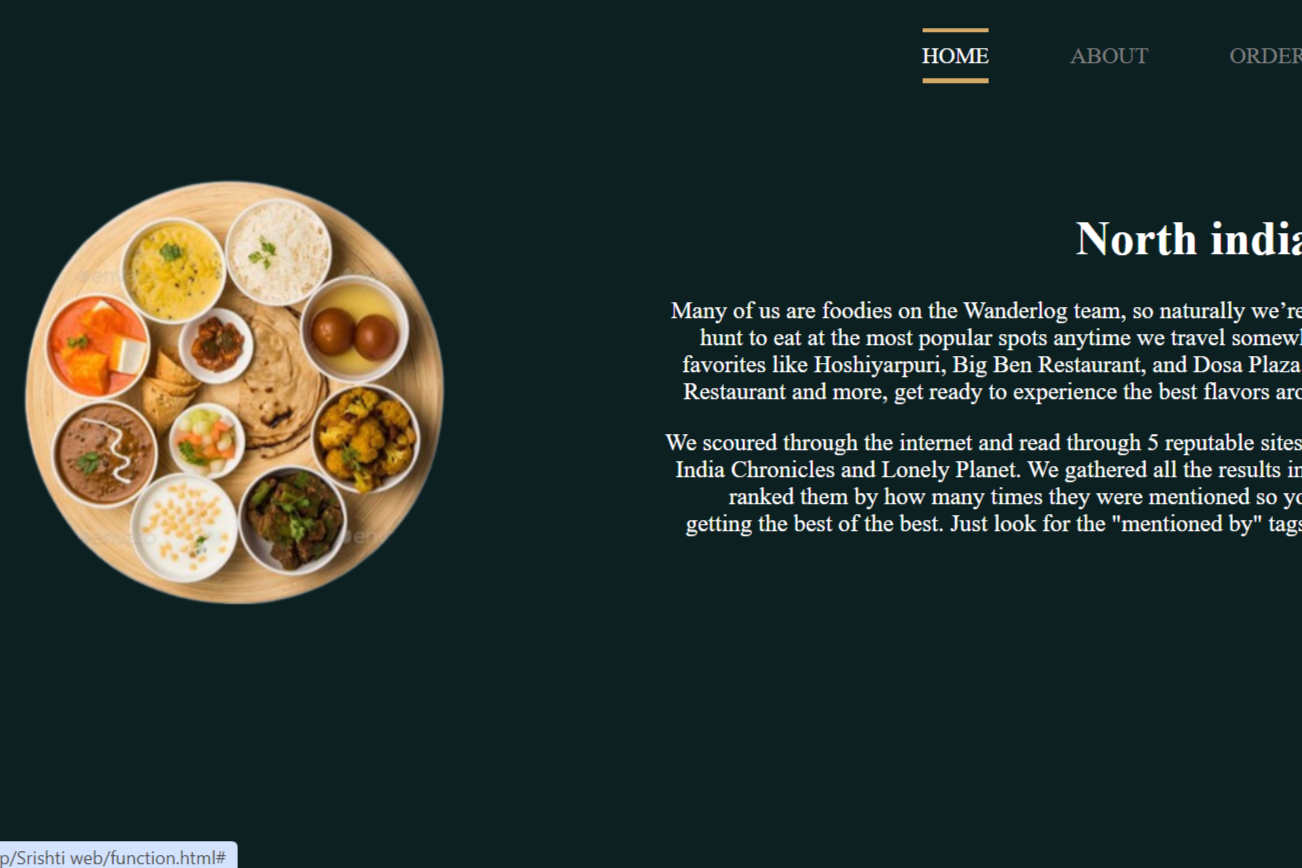 HOME ABOUT ORDER
North india
Many of us are foodies on the Wanderlog team, so naturally we’re
hunt to eat at the most popular spots anytime we travel
favorites like Hoshiyarpuri, Big Ben Restaurant, and Dosa Plaza
Restaurant and more, get ready to experience the best flavors
We scoured through the internet and read through 5 reputable sites
India Chronicles and Lonely Planet. We gathered all the results in
ranked them by how many times they were mentioned so
getting the best of the best. Just look for the "mentioned by" tags
p/Srishti web/function.html#